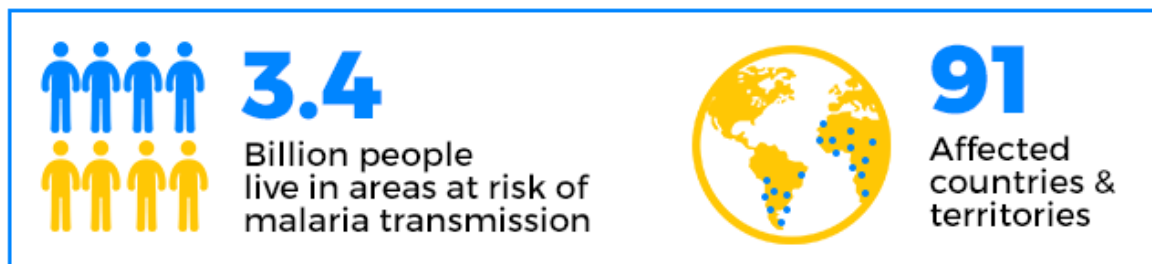 3.4
Billion people
live in areas at risk of
malaria transmission
91
Affected
countries &
territories